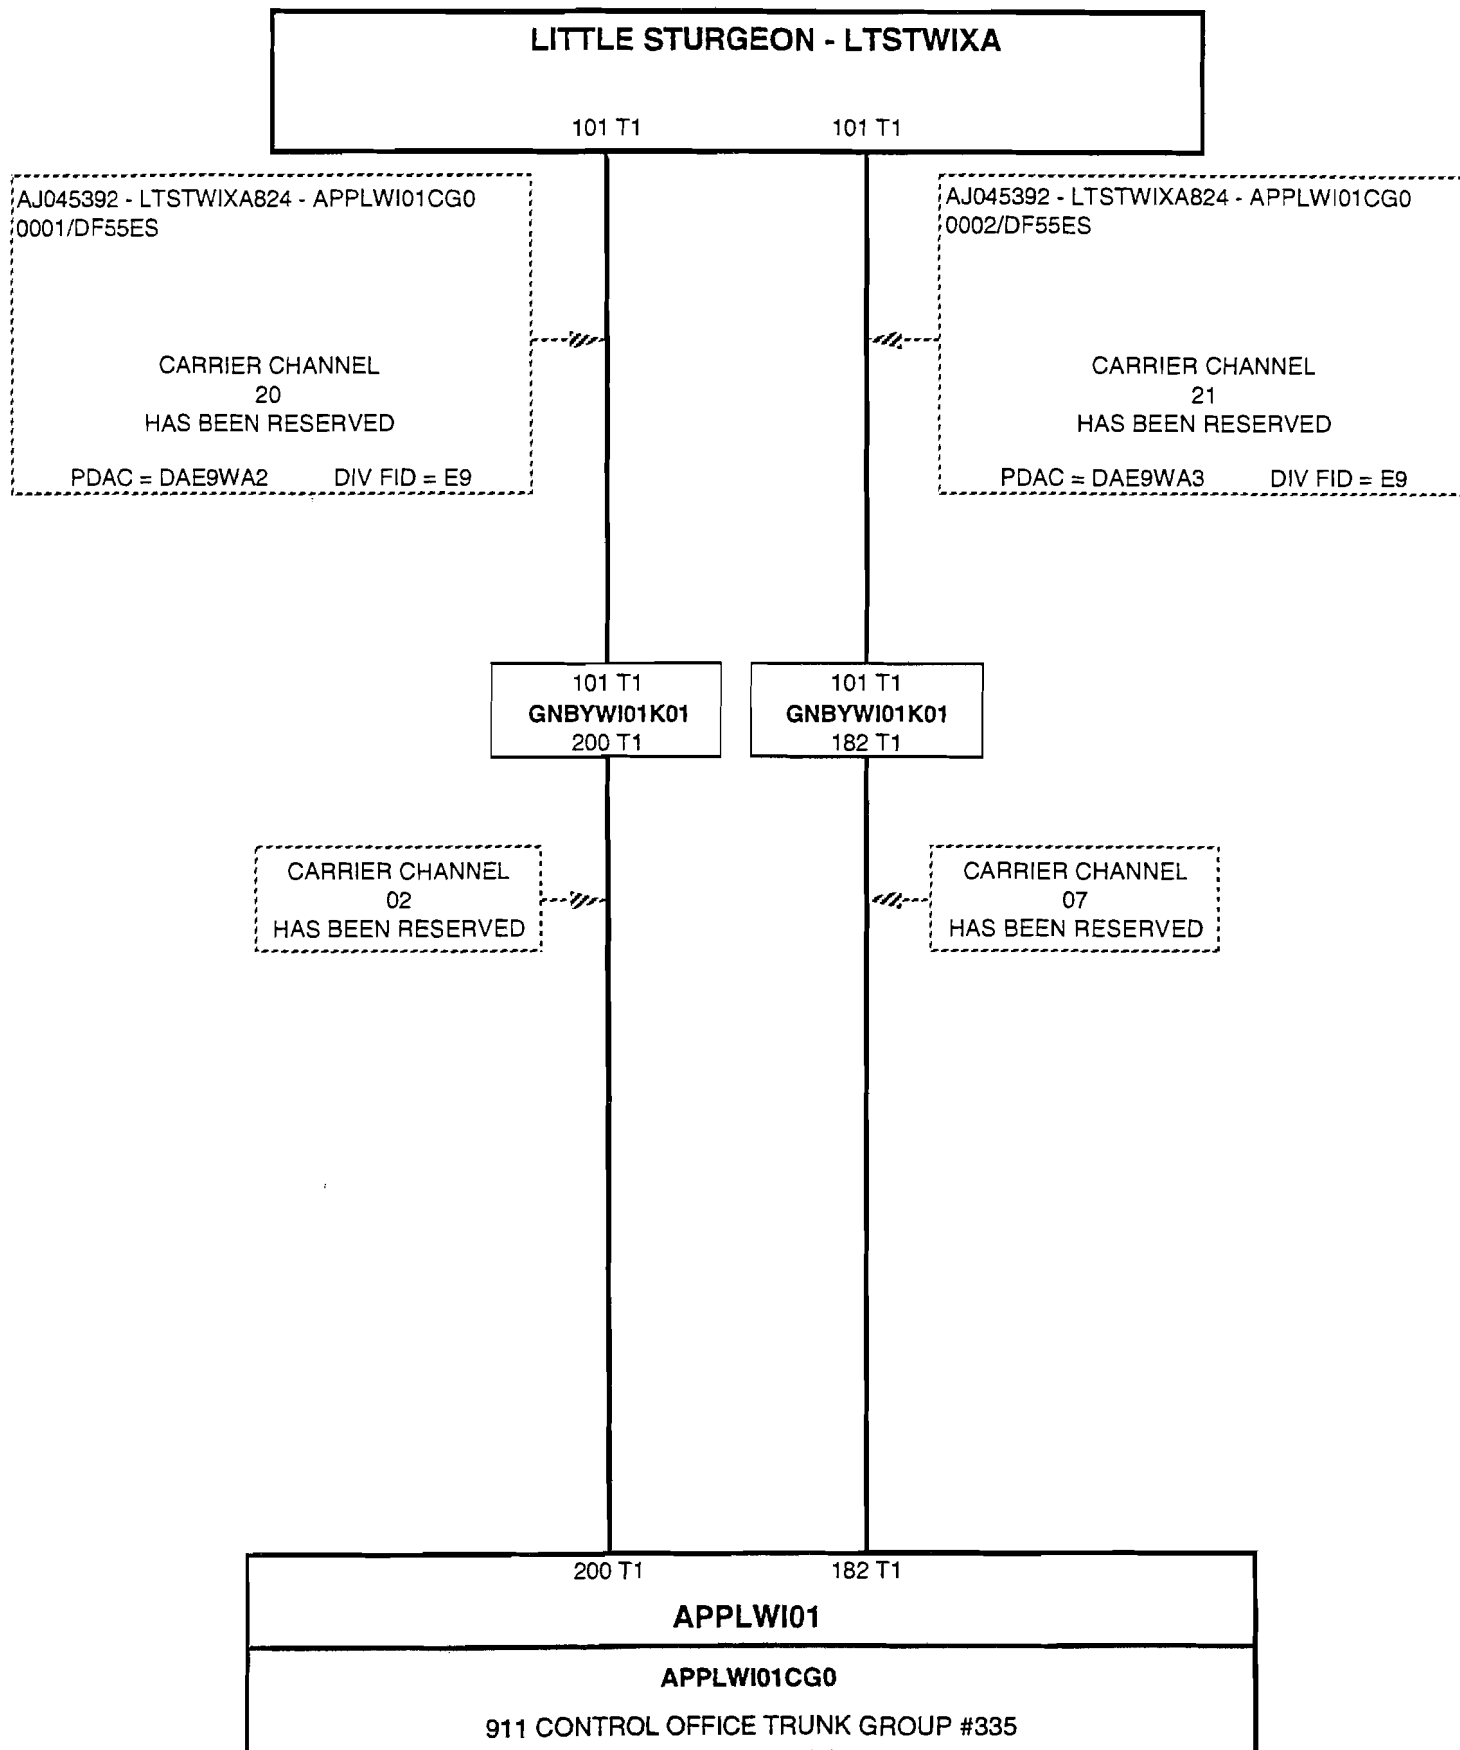 LITTLE STURGEON - LTSTWIXA
101 T1
101 T1
AJ045392 - LTSTWIXA824 - APPLWI01CG0
0001/DF55ES
CARRIER CHANNEL
20
HAS BEEN RESERVED
PDAC = DAE9WA2 DIV FID = E9
AJ045392 - LTSTWIXA824 - APPLWI01CG0
0002/DF55ES
CARRIER CHANNEL
21
HAS BEEN RESERVED
PDAC = DAE9WA3 DIV FID = E9
101 T1
GNBYWI01K01
200 T1
101 T1
GNBYWI01K01
182 T1
CARRIER CHANNEL
02
HAS BEEN RESERVED
CARRIER CHANNEL
07
HAS BEEN RESERVED
200 T1
182 T1
APPLWI01
APPLWI01CG0
911 CONTROL OFFICE TRUNK GROUP #335